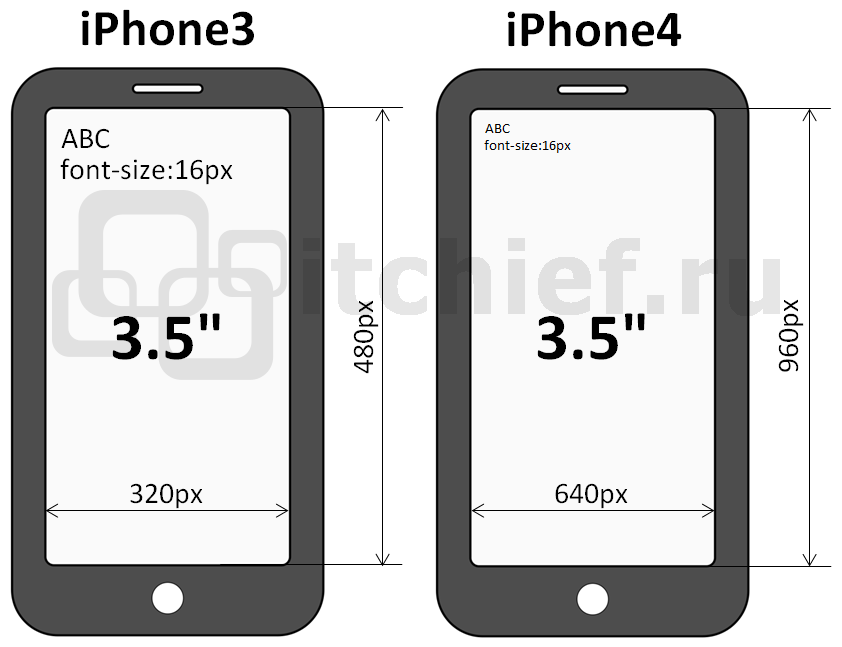 iPhone3
ABC
font-size:16px
3.5"
320px
480px
iPhone4
ABC
font-size:16px
3.5"
640px
960px
itchief.ru